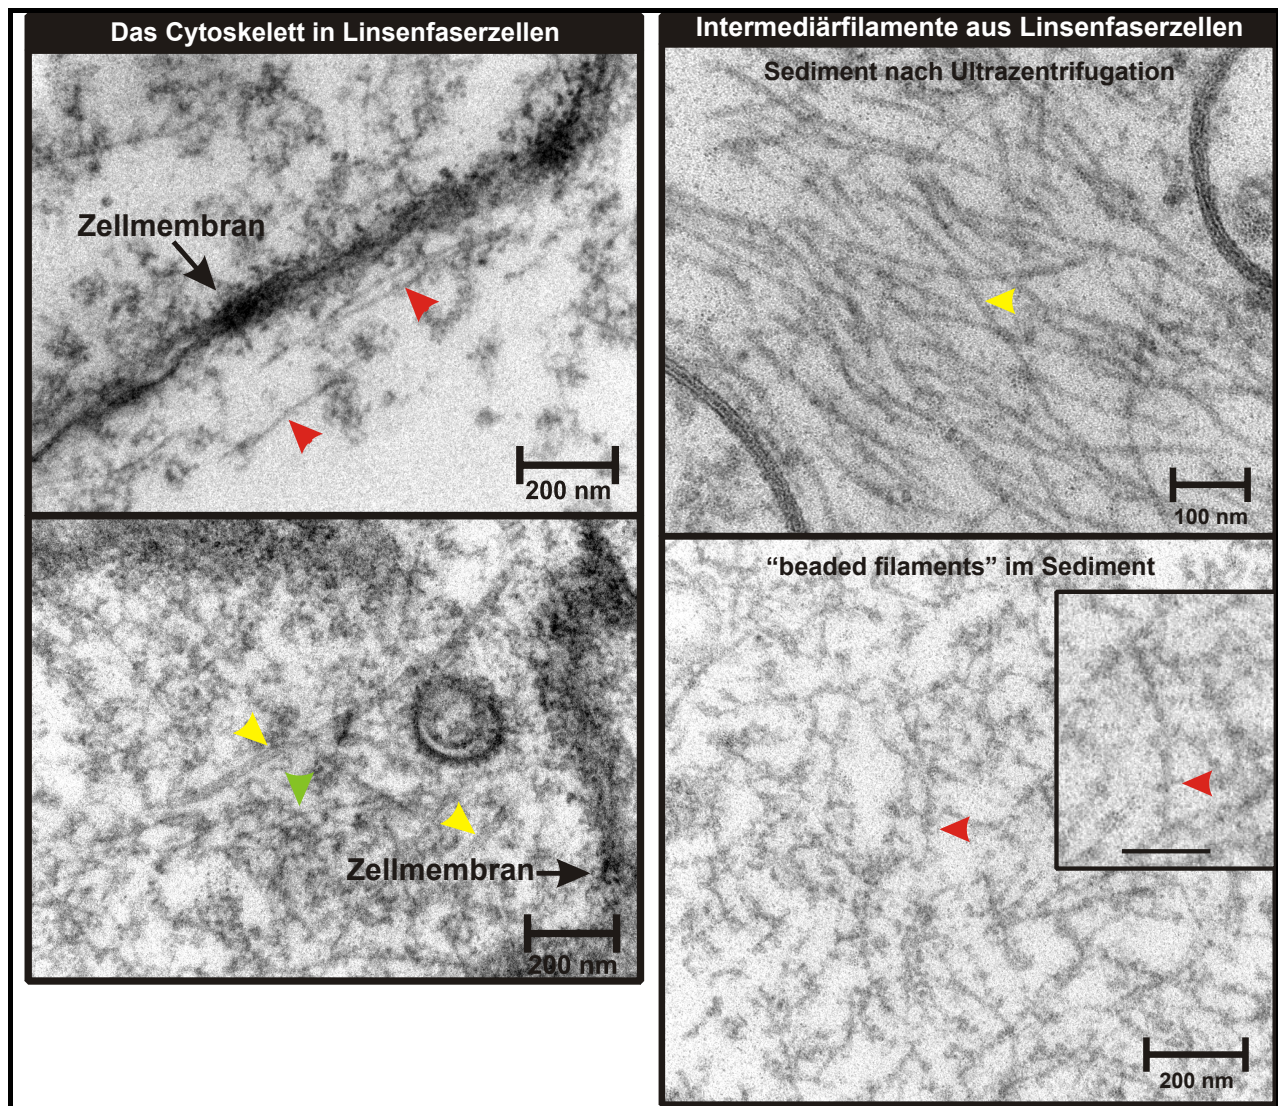 Das Cytoskelett in Linsenfaserzellen
Zellmembran
200 nm
Zellmembran
200 nm
Intermediärfilamente aus Linsenfaserzellen
Sediment nach Ultrazentrifugation
100 nm
“beaded filaments” im Sediment
200 nm